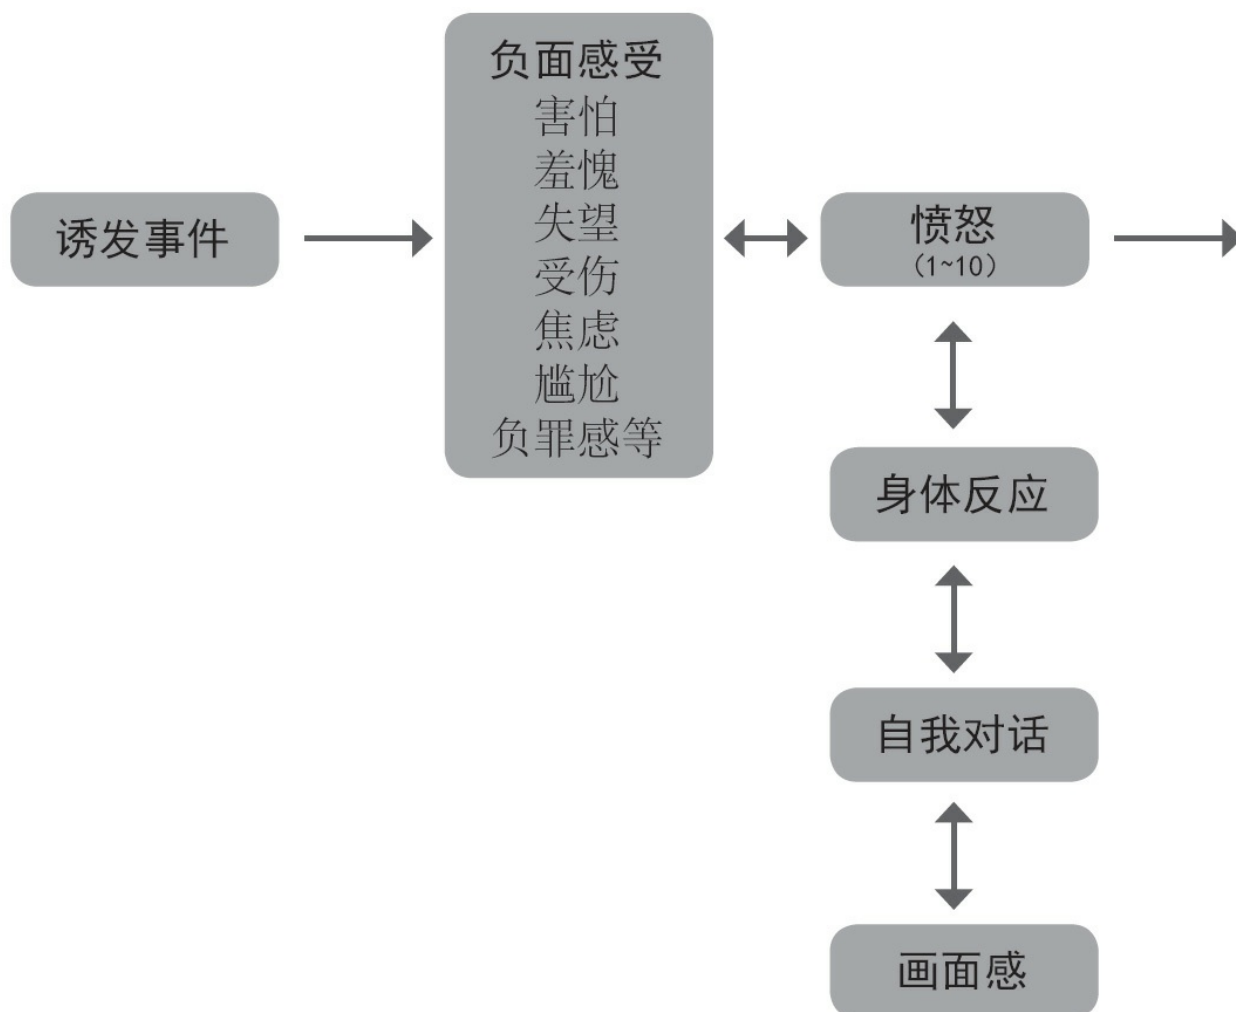 负面感受
害怕
羞愧
失望
受伤
焦虑
尴尬
负罪感等
诱发事件
愤怒
（1~10）
身体反应
自我对话
画面感